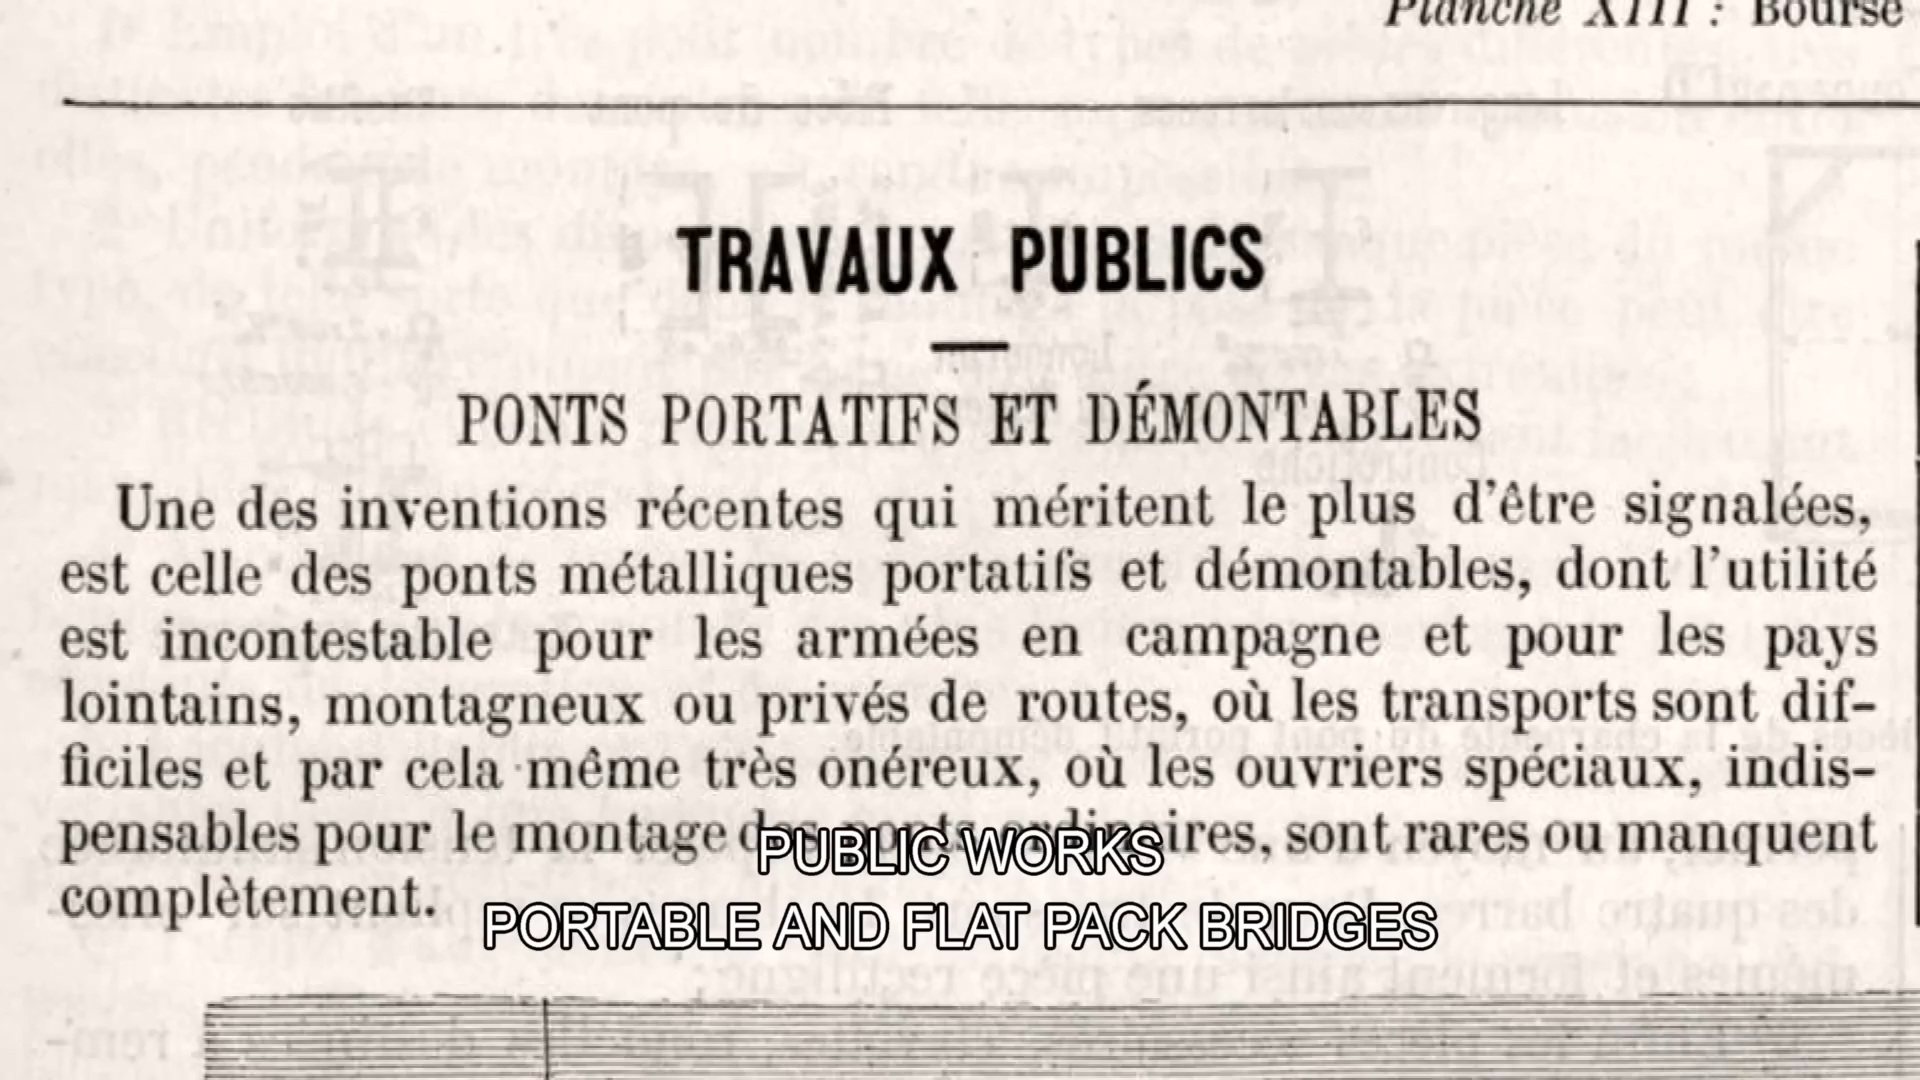 Planche XIII : Bourse
TRAVAUX PUBLICS
PONTS PORTATIFS ET DÉMONTABLES
Une des inventions récentes qui méritent le plus d'être signalées,
est celle des ponts métalliques portatifs et démontables, dont l'utilité
est incontestable pour les armées en campagne et pour les pays
lointains, montagneux ou privés de routes, où les transports sont dif-
ficiles et par cela même très onéreux, où les ouvriers spéciaux, indis-
pensables pour le montage des ponts ordinaires, sont rares ou manquent
complètement.
PUBLIC WORKS
PORTABLE AND FLAT PACK BRIDGES